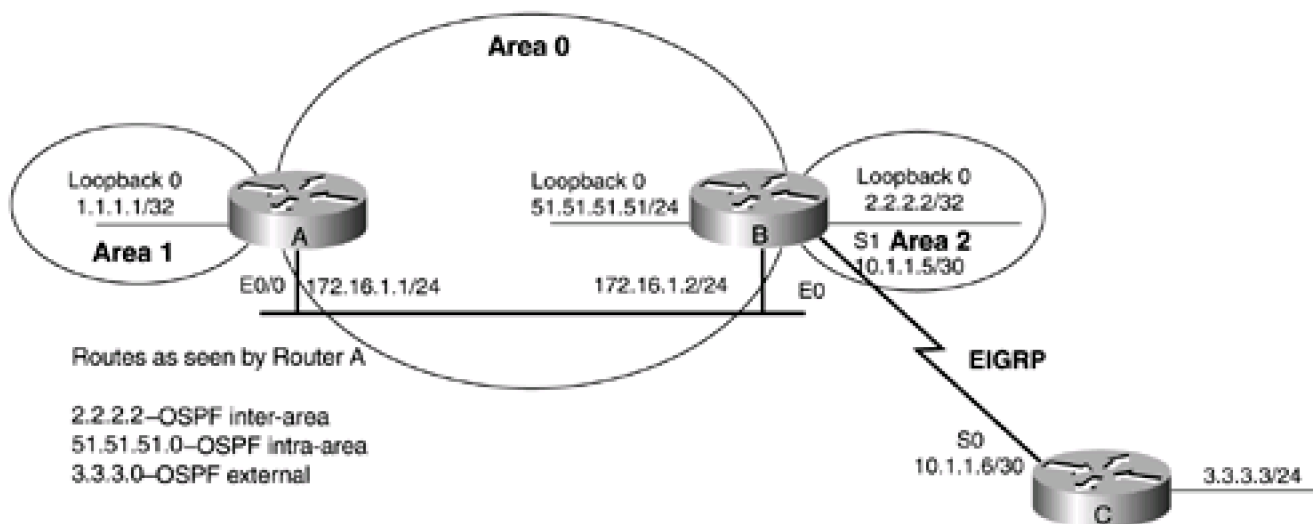 Area 0
Loopback 0
1.1.1.1/32
Area 1
A
Loopback 0
51.51.51.51/24
B
Loopback 0
2.2.2.2/32
S1 Area 2
10.1.1.5/30
E0/0
172.16.1.1/24
172.16.1.2/24
E0
Routes as seen by Router A
2.2.2.2–OSPF inter-area
51.51.51.0–OSPF intra-area
3.3.3.0–OSPF external
EIGRP
S0
10.1.1.6/30
C
3.3.3.3/24